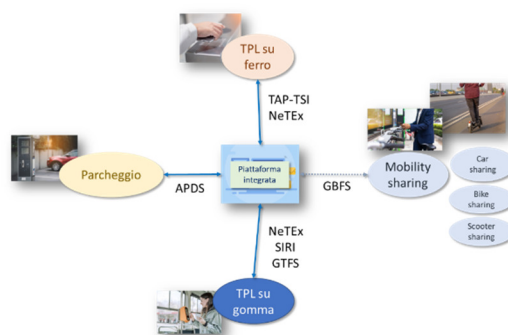 TPL su
ferro
TAP-TSI
NeTEx
Parcheggio
APDS
Piattaforma
integrata
GBFS
Mobility
sharing
Car
sharing
Bike
sharing
Scooter
sharing
NeTEx
SIRI
GTFS
TPL su
gomma